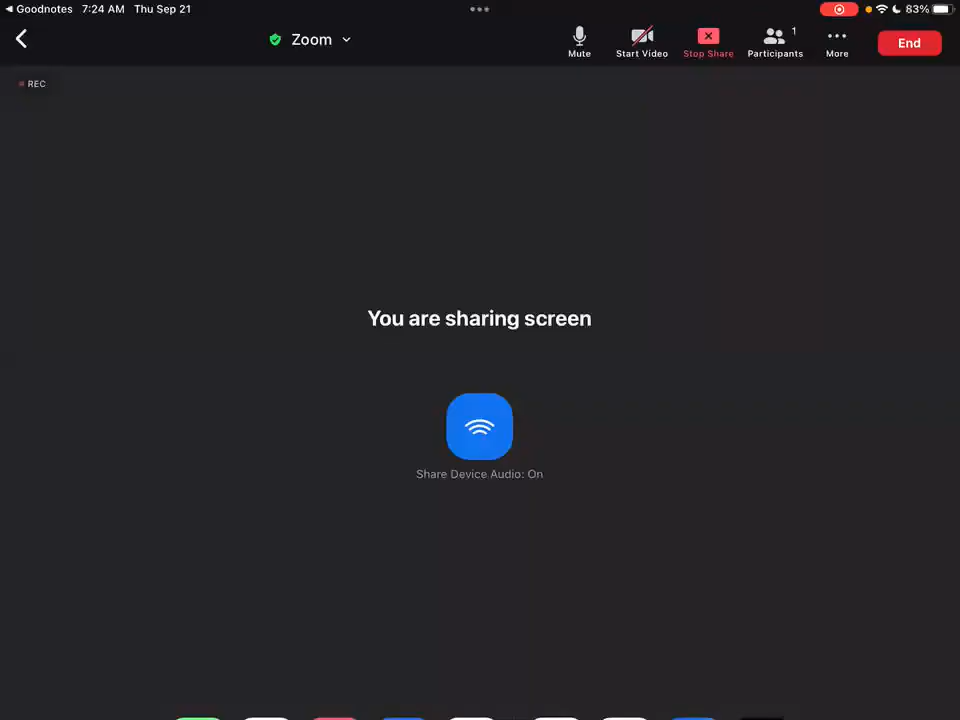 ◀ Goodnotes 7:24 AM Thu Sep 21 83%
Zoom
Mute Start Video Stop Share Participants 1 More End
REC
You are sharing screen
Share Device Audio: On